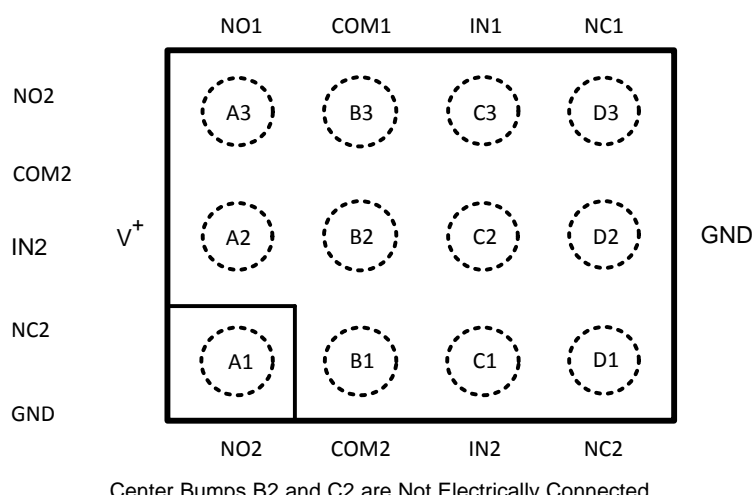 NO1 COM1 IN1 NC1
NO2
A3 B3 C3 D3
COM2
V+ A2 B2 C2 D2 GND
IN2
NC2
A1 B1 C1 D1
GND
NO2 COM2 IN2 NC2
Center Bumps B2 and C2 are Not Electrically Connected